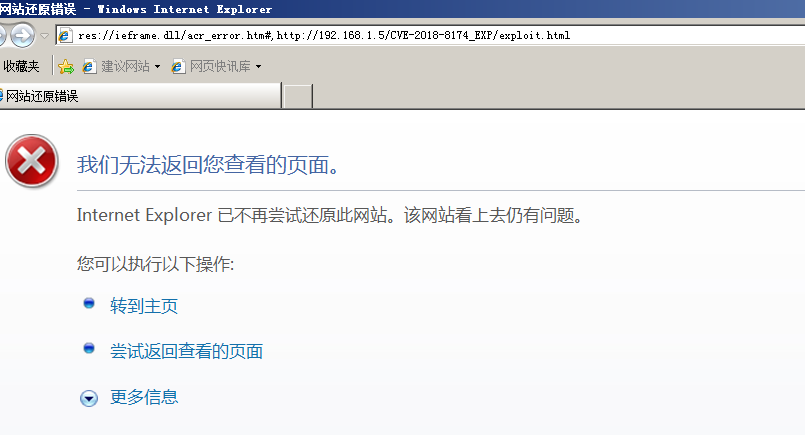 网站还原错误 - Windows Internet Explorer
res://ieframe.dll/acr_error.htm#,http://192.168.1.5/CVE-2018-8174_EXP/exploit.html
收藏夹 建议网站 网页快讯库
网站还原错误
我们无法返回您查看的页面。
Internet Explorer 已不再尝试还原此网站。该网站看上去仍有问题。
您可以执行以下操作:
转到主页
尝试返回查看的页面
更多信息